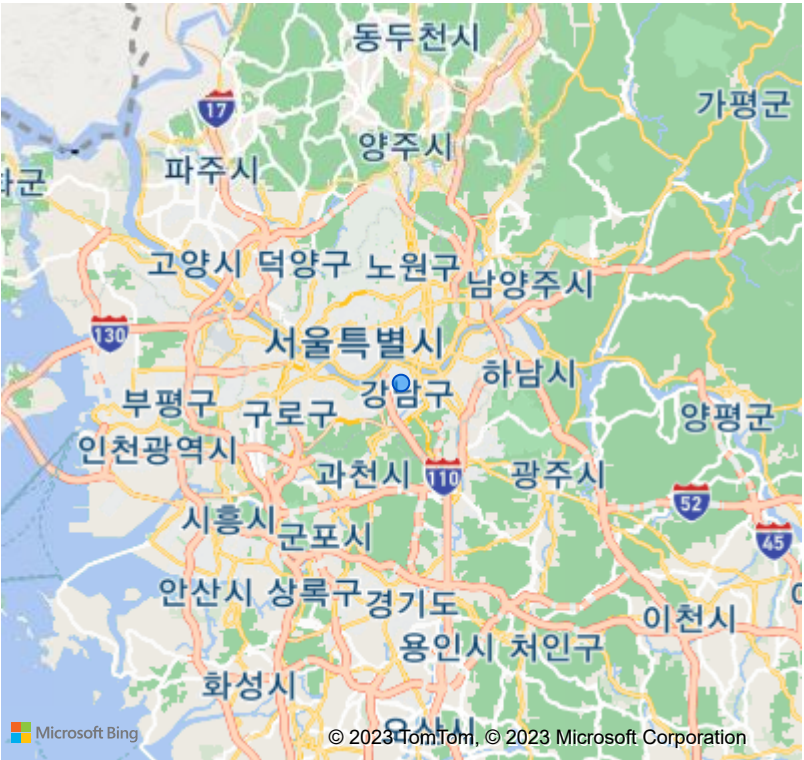 동두천시
17
가평군
양주시
파주시
고양시 덕양구
노원구
남양주시
130
서울특별시
하남시
강남구
부평구
구로구
양평군
인천광역시
과천시
110
광주시
52
시흥시
군포시
45
안산시 상록구
경기도
이천시
용인시 처인구
화성시
오산시
Microsoft Bing
© 2023 TomTom, © 2023 Microsoft Corporation